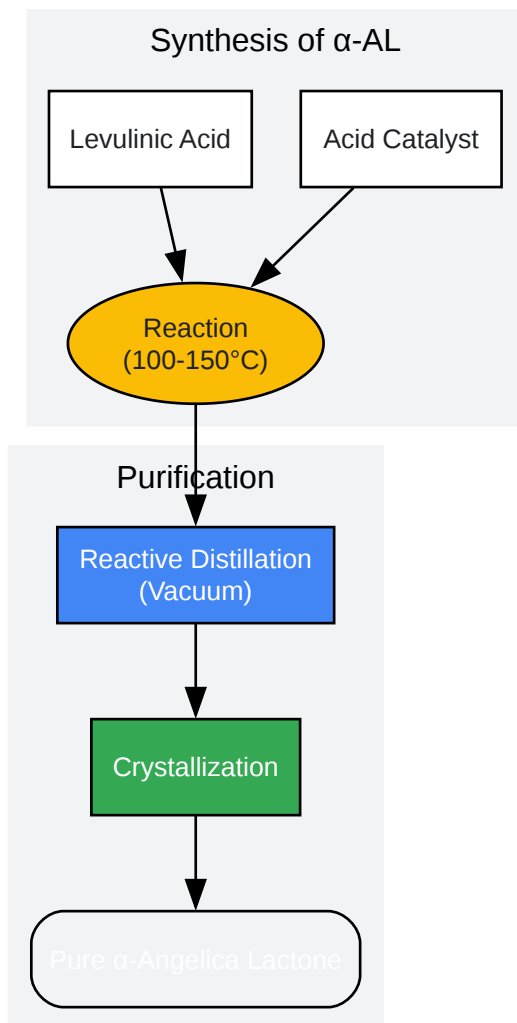 Synthesis of α-AL
Levulinic Acid
Acid Catalyst
Reaction
(100-150°C)
Purification
Reactive Distillation
(Vacuum)
Crystallization
Pure α-Angelica Lactone